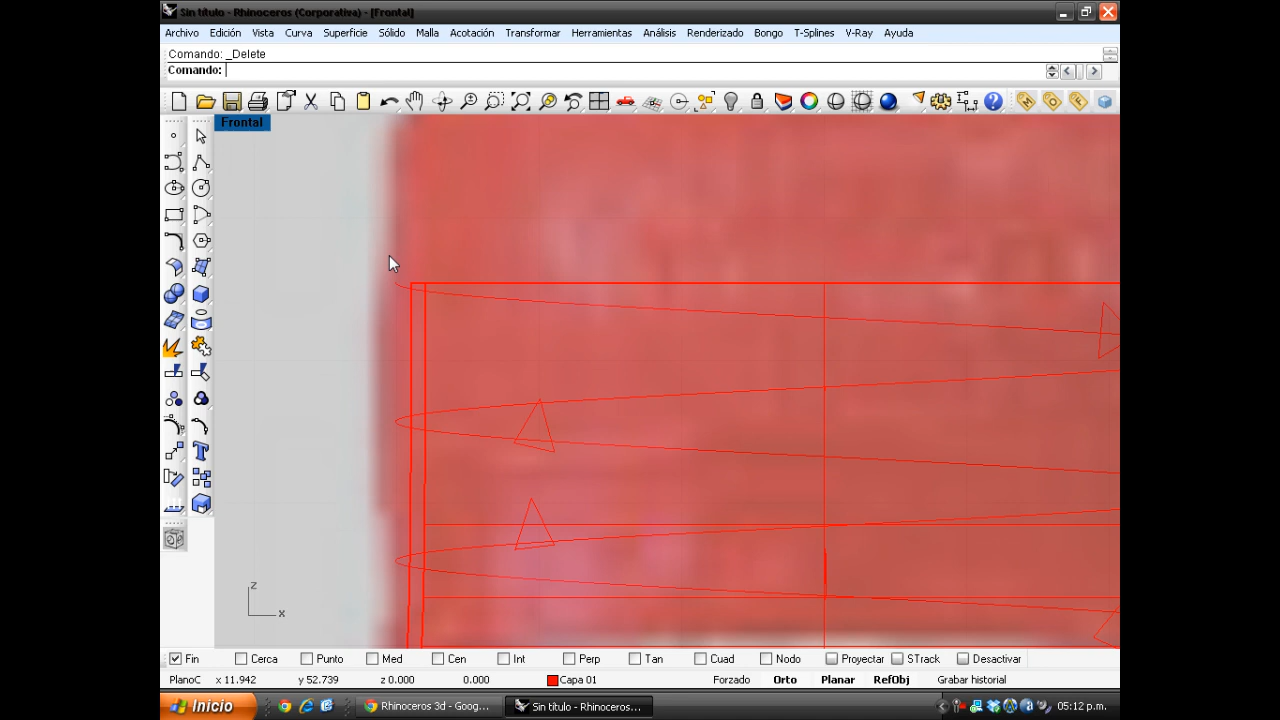 Sin título - Rhinoceros (Corporativa) - [Frontal]
Archivo Edición Vista Curva Superficie Sólido Malla Acotación Transformar Herramientas Análisis Renderizado Bongo T-Splines V-Ray Ayuda
Comando: _Delete
Comando:
Frontal
z
x
Fin Cerca Punto Med Cen Int Perp Tan Cuad Nodo Proyectar STrack Desactivar
PlanoC x 11.942 y 52.739 z 0.000 0.000 Capa 01 Forzado Orto Planar RefObj Grabar historial
Inicio Rhinoceros 3d - Goog... Sin título - Rhinoceros... 05:12 p.m.